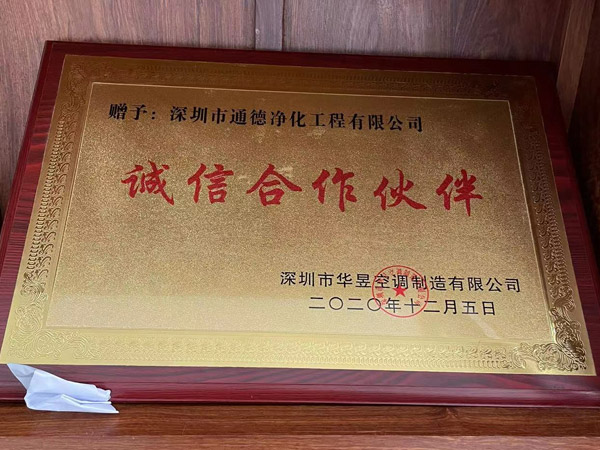 赠予：深圳市通德净化工程有限公司
诚信合作伙伴
深圳市华昱空调制造有限公司
二〇二〇年十二月五日